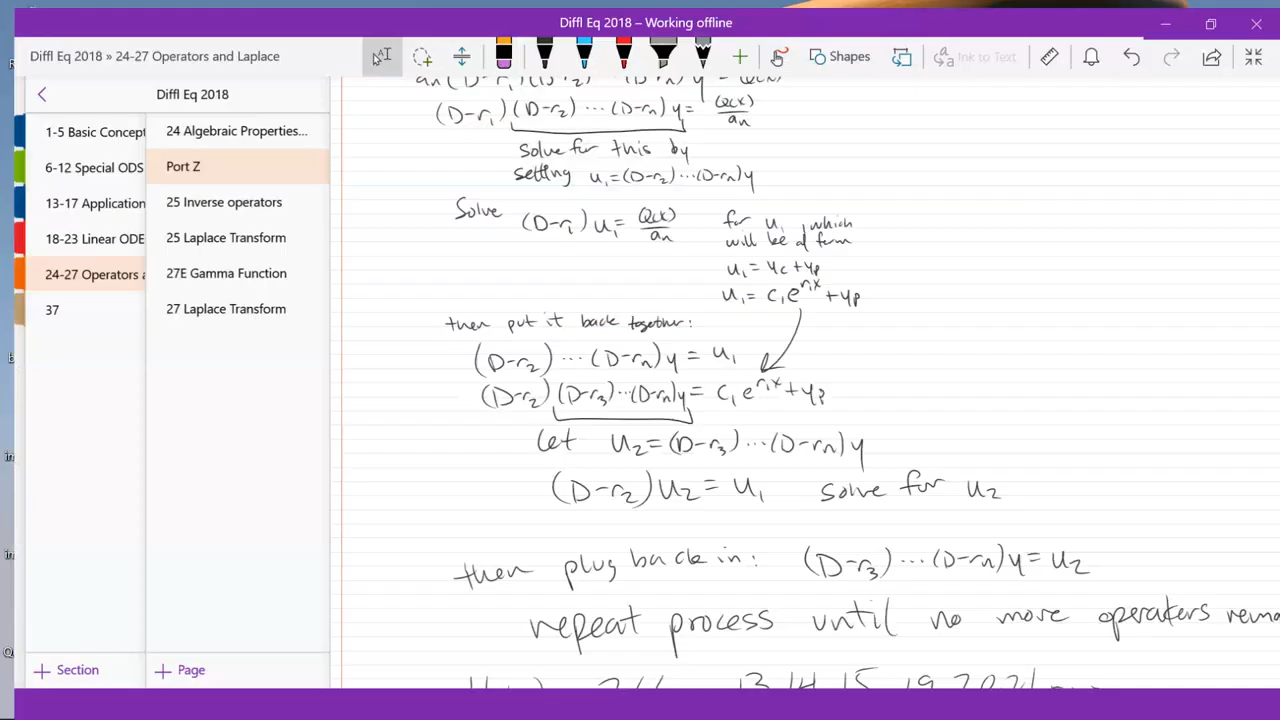 Diffl Eq 2018 – Working offline
Diffl Eq 2018 » 24-27 Operators and Laplace
Shapes
Ink to Text
Diffl Eq 2018
1-5 Basic Concept
6-12 Special ODS
13-17 Application
18-23 Linear ODE
24-27 Operators a
37
+ Section
24 Algebraic Properties...
Port Z
25 Inverse operators
25 Laplace Transform
27E Gamma Function
27 Laplace Transform
+ Page
(D-r₁)(D-r₂)⋯(D-rₙ)y = Q(x)/aₙ
solve for this by
setting u₁=(D-r₂)⋯(D-rₙ)y
Solve (D-r₁)u₁ = Q(x)/aₙ
for u₁, which
will be of form
u₁ = yc + yp
u₁ = c₁e^(r₁x) + yp
then put it back together:
(D-r₂)⋯(D-rₙ)y = u₁
(D-r₂)(D-r₃)⋯(D-rₙ)y = c₁e^(r₁x) + yp
Let u₂=(D-r₃)⋯(D-rₙ)y
(D-r₂)u₂ = u₁ solve for u₂
then plug back in: (D-r₃)⋯(D-rₙ)y = u₂
repeat process until no more operators rema